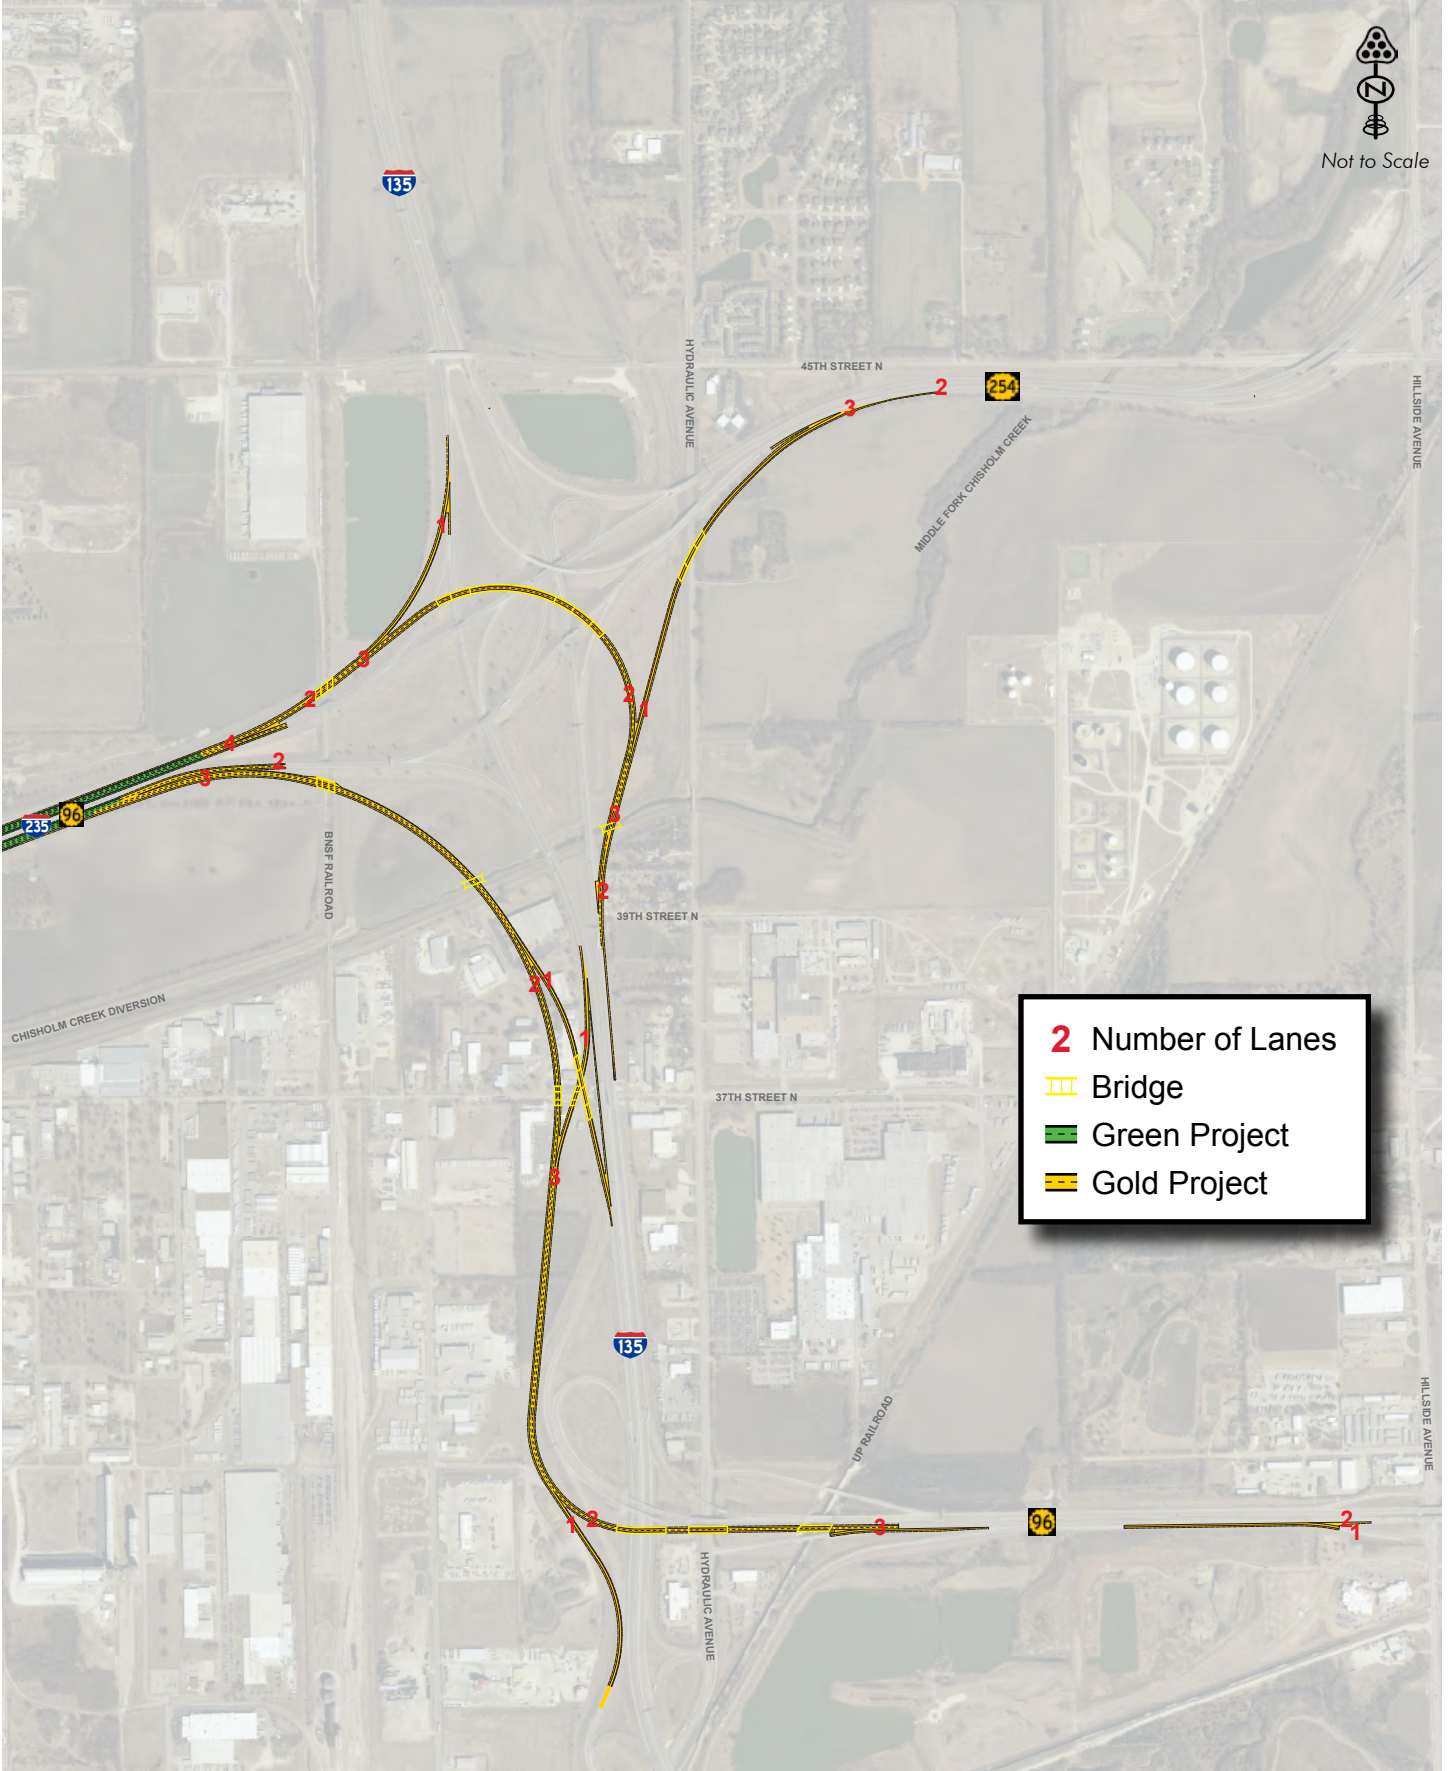 N
Not to Scale
135
45TH STREET N
HYDRAULIC AVENUE
HILLSIDE AVENUE
2
254
3
MIDDLE FORK CHISHOLM CREEK
1
3
2
2
1
4
2
3
96
235
3
BNSF RAILROAD
2
39TH STREET N
2
1
CHISHOLM CREEK DIVERSION
1
37TH STREET N
3
2 Number of Lanes
Bridge
Green Project
Gold Project
135
UP RAILROAD
HILLSIDE AVENUE
1
2
3
96
2
1
HYDRAULIC AVENUE